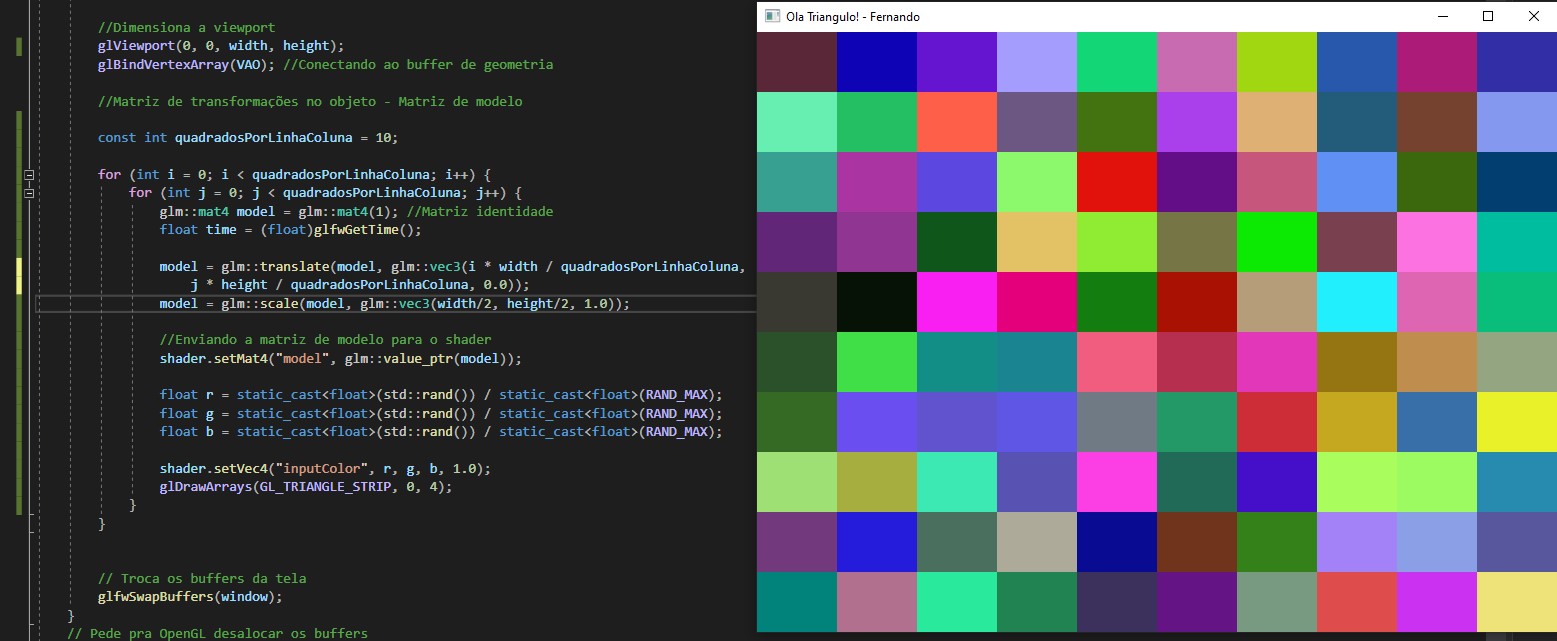 //Dimensiona a viewport
glViewport(0, 0, width, height);
glBindVertexArray(VAO); //Conectando ao buffer de geometria
//Matriz de transformações no objeto - Matriz de modelo
const int quadradosPorLinhaColuna = 10;
for (int i = 0; i < quadradosPorLinhaColuna; i++) {
for (int j = 0; j < quadradosPorLinhaColuna; j++) {
glm::mat4 model = glm::mat4(1); //Matriz identidade
float time = (float)glfwGetTime();
model = glm::translate(model, glm::vec3(i * width / quadradosPorLinhaColuna,
j * height / quadradosPorLinhaColuna, 0.0));
model = glm::scale(model, glm::vec3(width/2, height/2, 1.0));
//Enviando a matriz de modelo para o shader
shader.setMat4("model", glm::value_ptr(model));
float r = static_cast<float>(std::rand()) / static_cast<float>(RAND_MAX);
float g = static_cast<float>(std::rand()) / static_cast<float>(RAND_MAX);
float b = static_cast<float>(std::rand()) / static_cast<float>(RAND_MAX);
shader.setVec4("inputColor", r, g, b, 1.0);
glDrawArrays(GL_TRIANGLE_STRIP, 0, 4);
}
}
// Troca os buffers da tela
glfwSwapBuffers(window);
}
// Pede pra OpenGL desalocar os buffers
Ola Triangulo! - Fernando